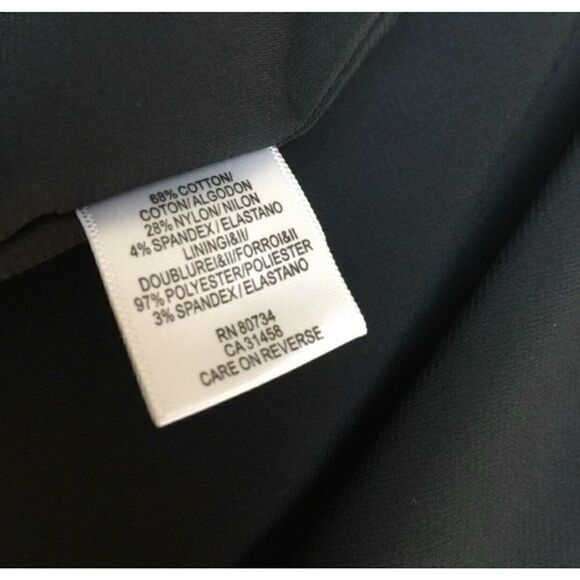 68% COTTON/
COTON/ALGODON
28% NYLON/NILON
4% SPANDEX/ELASTANO
LINING I&II/
DOUBLURE I&II/FORRO I&II
97% POLYESTER/POLIESTER
3% SPANDEX/ELASTANO
RN 80734
CA 31458
CARE ON REVERSE